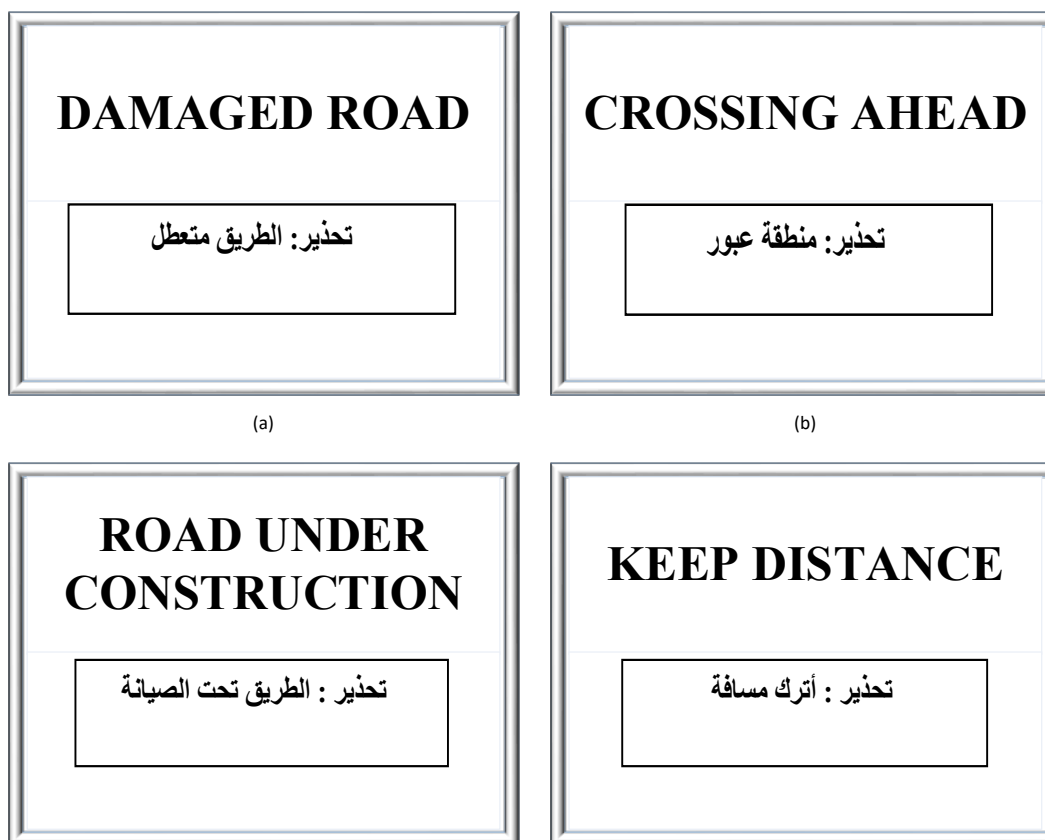 DAMAGED ROAD
تحذير: الطريق متعطل
(a)
CROSSING AHEAD
تحذير: منطقة عبور
(b)
ROAD UNDER
CONSTRUCTION
تحذير : الطريق تحت الصيانة
KEEP DISTANCE
تحذير : أترك مسافة